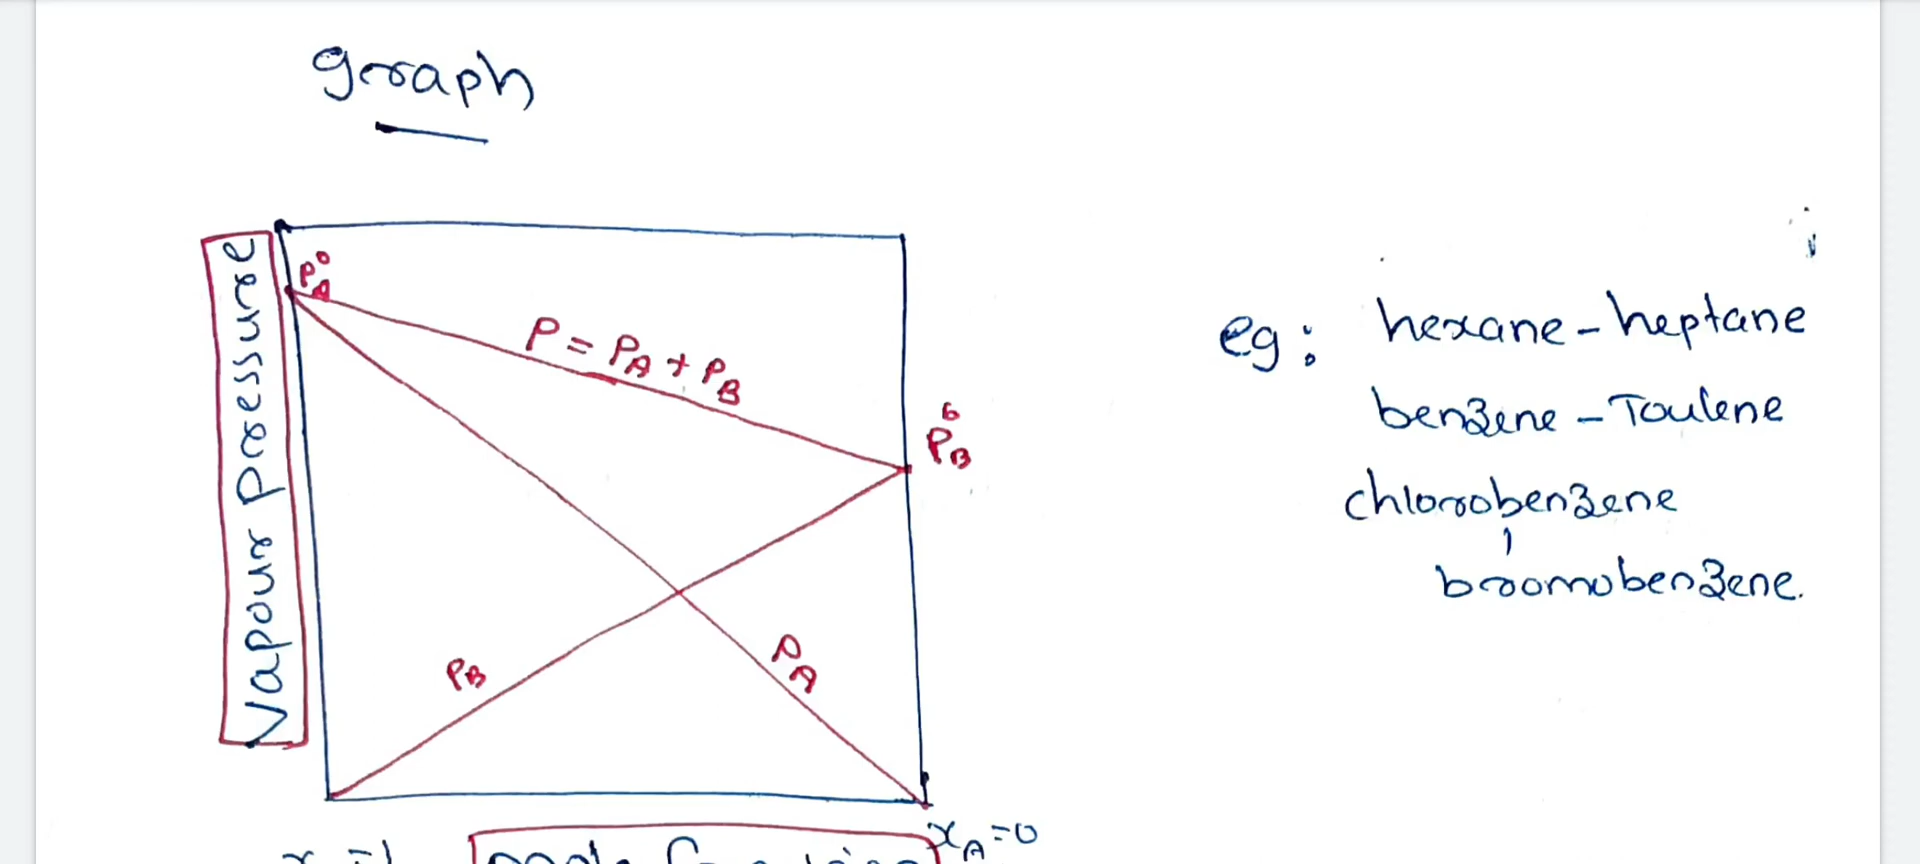 graph
Vapour pressure
P°A
P = PA + PB
P°B
PB
PA
xA=0
eg: hexane - heptane
benzene - Toulene
chlorobenzene
,
bromobenzene.